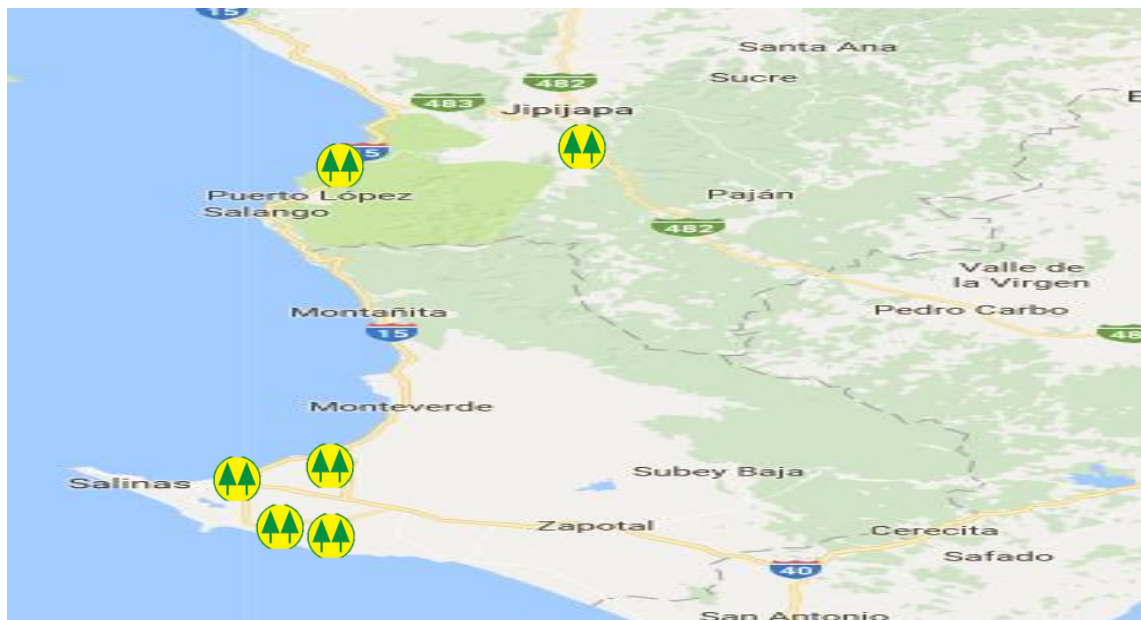 15
Santa Ana
Sucre
482
483
Jipijapa
15
Puerto López
Salango
Paján
482
Valle de
la Virgen
Pedro Carbo
Montañita
15
48
Monteverde
Salinas
Subey Baja
Zapotal
Cerecita
Safado
40
San Antonio